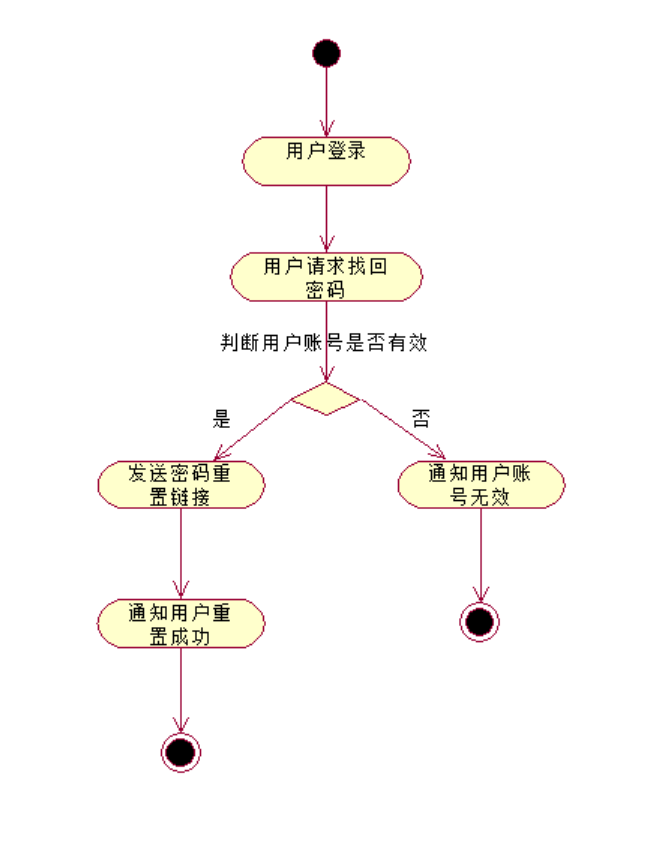 用户登录
用户请求找回
密码
判断用户账号是否有效
是
否
发送密码重
置链接
通知用户账
号无效
通知用户重
置成功